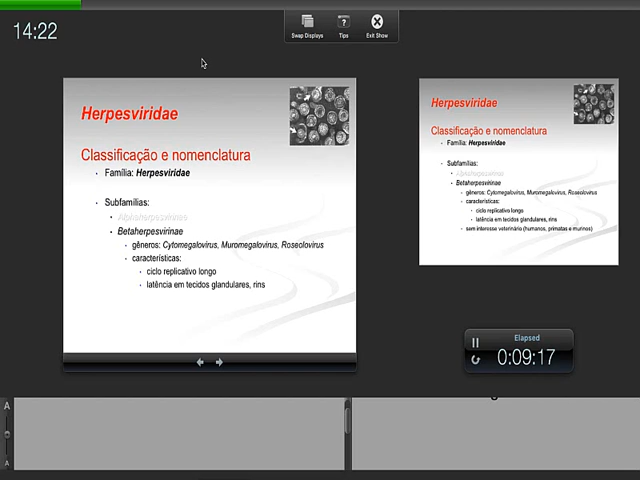 14:22
Swap Displays
Tips
Exit Show
Herpesviridae
Classificação e nomenclatura
Família: Herpesviridae
Subfamilias:
Alphaherpesvirinae
Betaherpesvirinae
gêneros: Cytomegalovirus, Muromegalovirus, Roseolovirus
características:
ciclo replicativo longo
latência em tecidos glandulares, rins
Herpesviridae
Classificação e nomenclatura
Família: Herpesviridae
Subfamílias:
Alphaherpesvirinae
Betaherpesvirinae
gêneros: Cytomegalovirus, Muromegalovirus, Roseolovirus
características:
ciclo replicativo longo
latência em tecidos glandulares, rins
sem interesse veterinário (humanos, primatas e murinos)
Elapsed
0:09:17
A
A